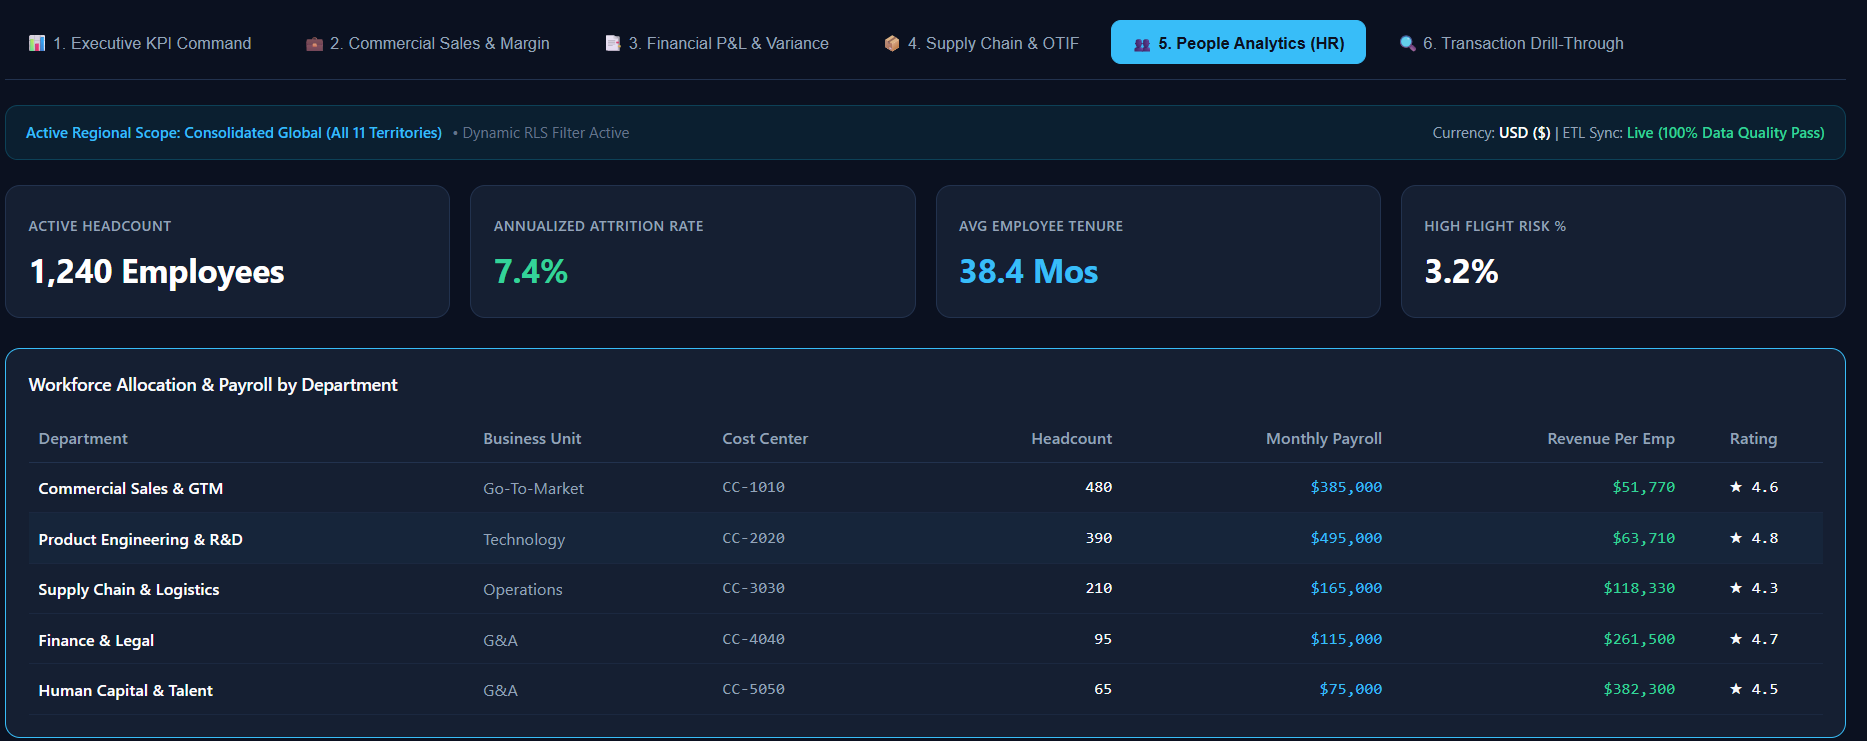 1. Executive KPI Command
2. Commercial Sales & Margin
3. Financial P&L & Variance
4. Supply Chain & OTIF
5. People Analytics (HR)
6. Transaction Drill-Through
Active Regional Scope: Consolidated Global (All 11 Territories) • Dynamic RLS Filter Active
Currency: USD ($) | ETL Sync: Live (100% Data Quality Pass)
ACTIVE HEADCOUNT
1,240 Employees
ANNUALIZED ATTRITION RATE
7.4%
AVG EMPLOYEE TENURE
38.4 Mos
HIGH FLIGHT RISK %
3.2%
Workforce Allocation & Payroll by Department
Department Business Unit Cost Center Headcount Monthly Payroll Revenue Per Emp Rating
Commercial Sales & GTM Go-To-Market CC-1010 480 $385,000 $51,770 ★ 4.6
Product Engineering & R&D Technology CC-2020 390 $495,000 $63,710 ★ 4.8
Supply Chain & Logistics Operations CC-3030 210 $165,000 $118,330 ★ 4.3
Finance & Legal G&A CC-4040 95 $115,000 $261,500 ★ 4.7
Human Capital & Talent G&A CC-5050 65 $75,000 $382,300 ★ 4.5